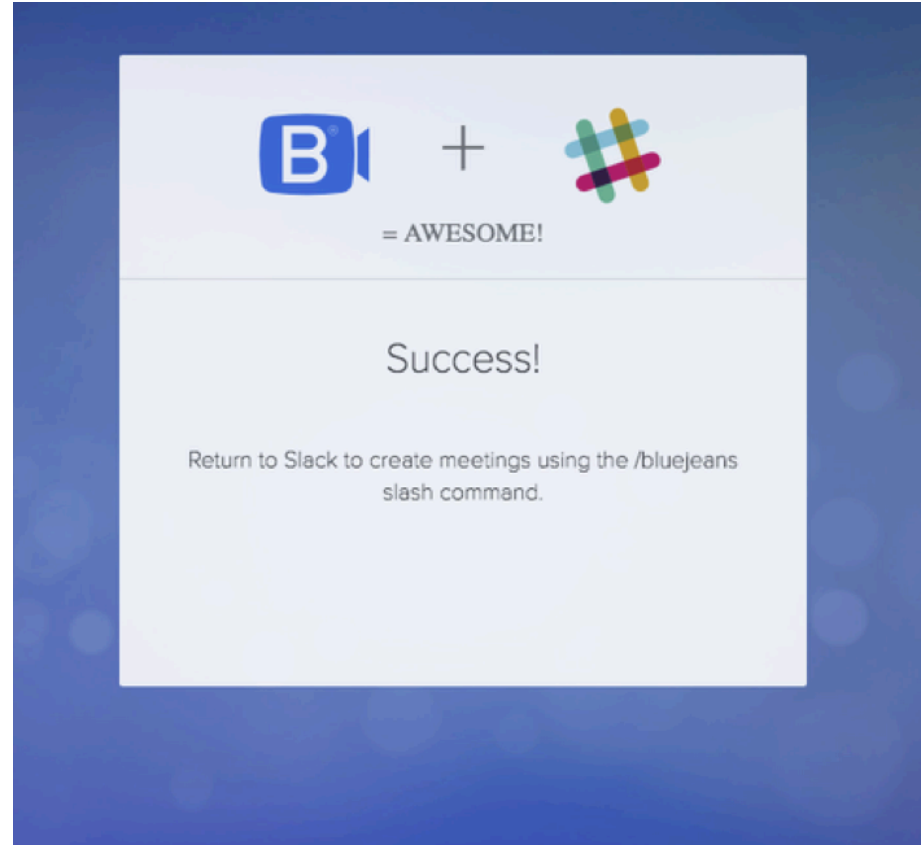 B®
+
= AWESOME!
Success!
Return to Slack to create meetings using the /bluejeans
slash command.